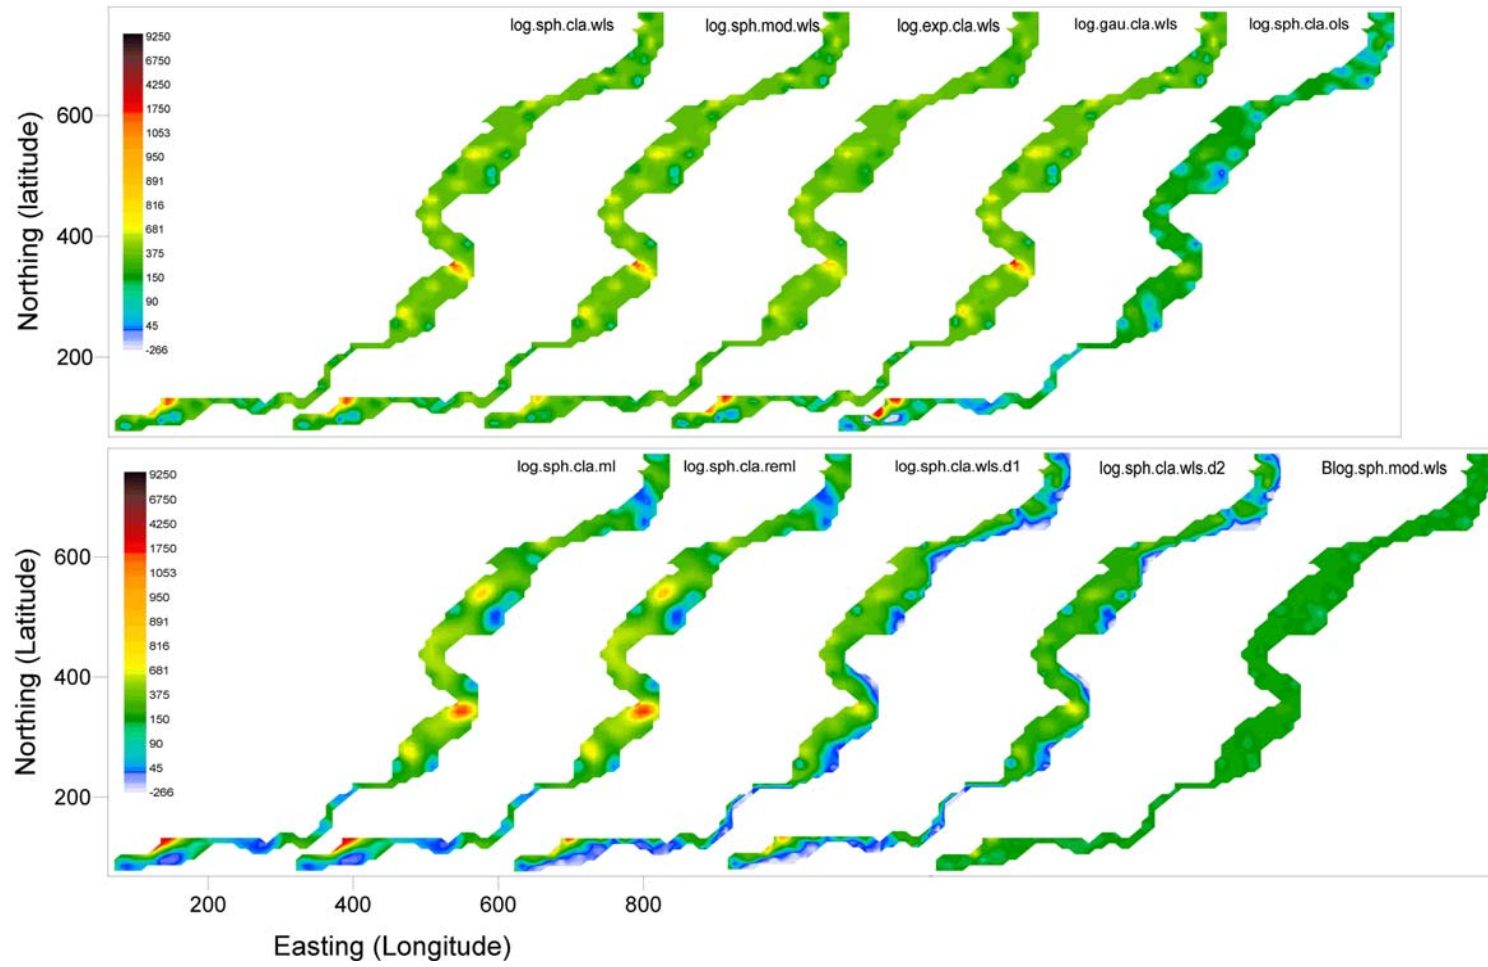 log.sph.cla.wls
log.sph.mod.wls
log.exp.cla.wls
log.gau.cla.wls
log.sph.cla.ols
9250
6750
4250
1750
1053
950
891
816
681
375
150
90
45
-266
Northing (latitude)
600
400
200
log.sph.cla.ml
log.sph.cla.reml
log.sph.cla.wls.d1
log.sph.cla.wls.d2
Blog.sph.mod.wls
9250
6750
4250
1750
1053
950
891
816
681
375
150
90
45
-266
Northing (Latitude)
600
400
200
200
400
600
800
Easting (Longitude)